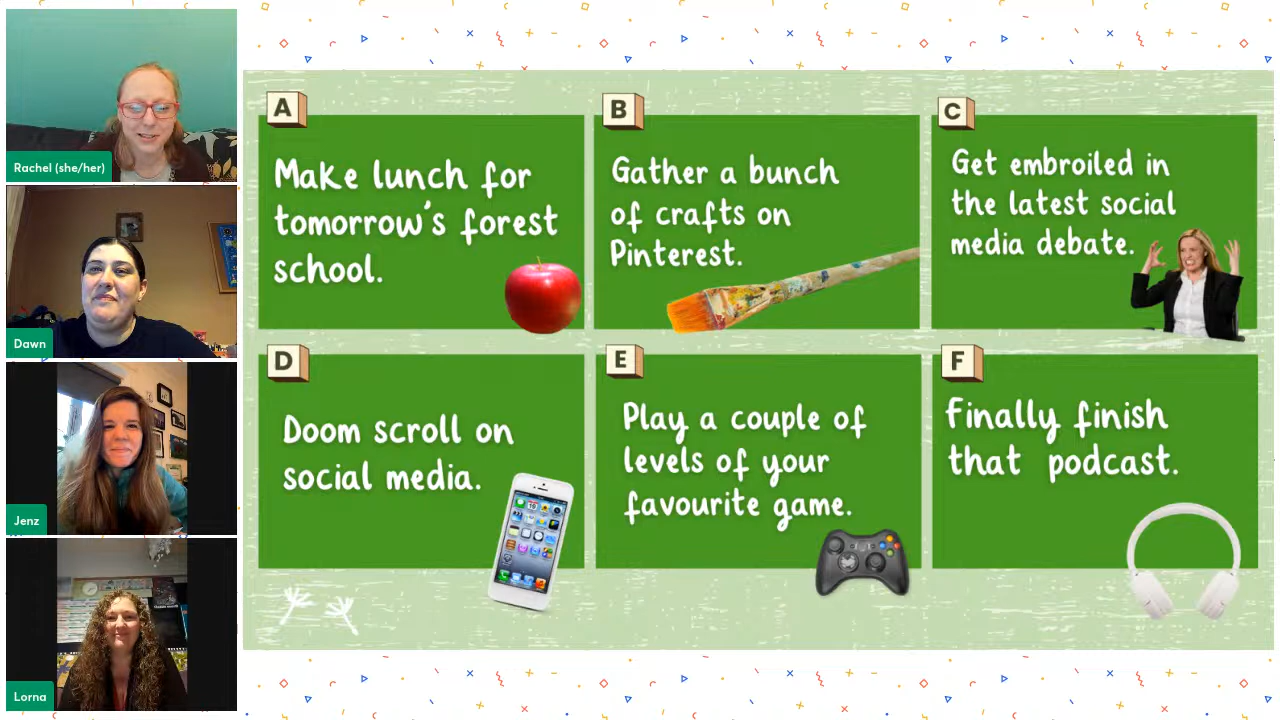 Rachel (she/her)
Dawn
Jenz
Lorna
A
Make lunch for
tomorrow's forest
school.
B
Gather a bunch
of crafts on
Pinterest.
C
Get embroiled in
the latest social
media debate.
D
Doom scroll on
social media.
E
Play a couple of
levels of your
favourite game.
F
Finally finish
that podcast.